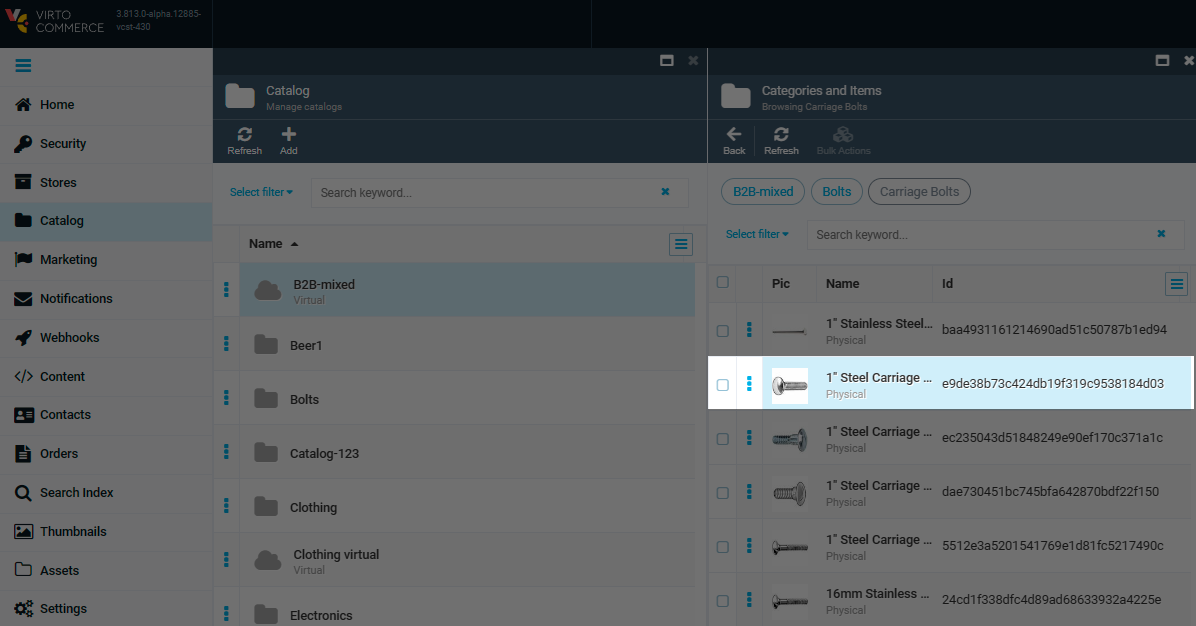 VIRTO
COMMERCE
3.813.0-alpha.12885-
vcst-430
Home
Security
Stores
Catalog
Marketing
Notifications
Webhooks
Content
Contacts
Orders
Search Index
Thumbnails
Assets
Settings
Catalog
Manage catalogs
Refresh
Add
Select filter
Search keyword...
Name
B2B-mixed
Virtual
Beer1
Bolts
Catalog-123
Clothing
Clothing virtual
Virtual
Electronics
Categories and Items
Browsing Carriage Bolts
Back
Refresh
Bulk Actions
B2B-mixed
Bolts
Carriage Bolts
Select filter
Search keyword...
Pic
Name
Id
1" Stainless Steel...
Physical
baa4931161214690ad51c50787b1ed94
1" Steel Carriage ...
Physical
e9de38b73c424db19f319c9538184d03
1" Steel Carriage ...
Physical
ec235043d51848249e90ef170c371a1c
1" Steel Carriage ...
Physical
dae730451bc745bfa642870bdf22f150
1" Steel Carriage ...
Physical
5512e3a5201541769e1d81fc5217490c
16mm Stainless ...
Physical
24cd1f338dfc4d89ad68633932a4225e